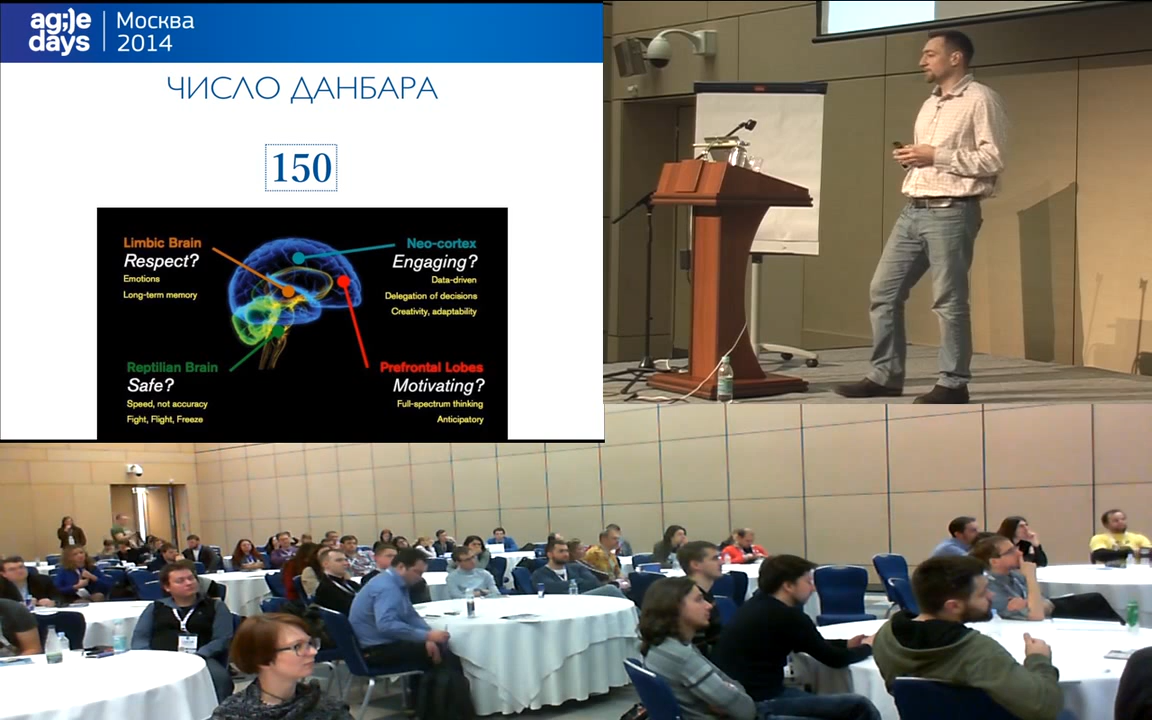 ag;)e
days
Москва
2014
ЧИСЛО ДАНБАРА
150
Limbic Brain
Respect?
Emotions
Long-term memory
Neo-cortex
Engaging?
Data-driven
Delegation of decisions
Creativity, adaptability
Reptilian Brain
Safe?
Speed, not accuracy
Fight, Flight, Freeze
Prefrontal Lobes
Motivating?
Full-spectrum thinking
Anticipatory